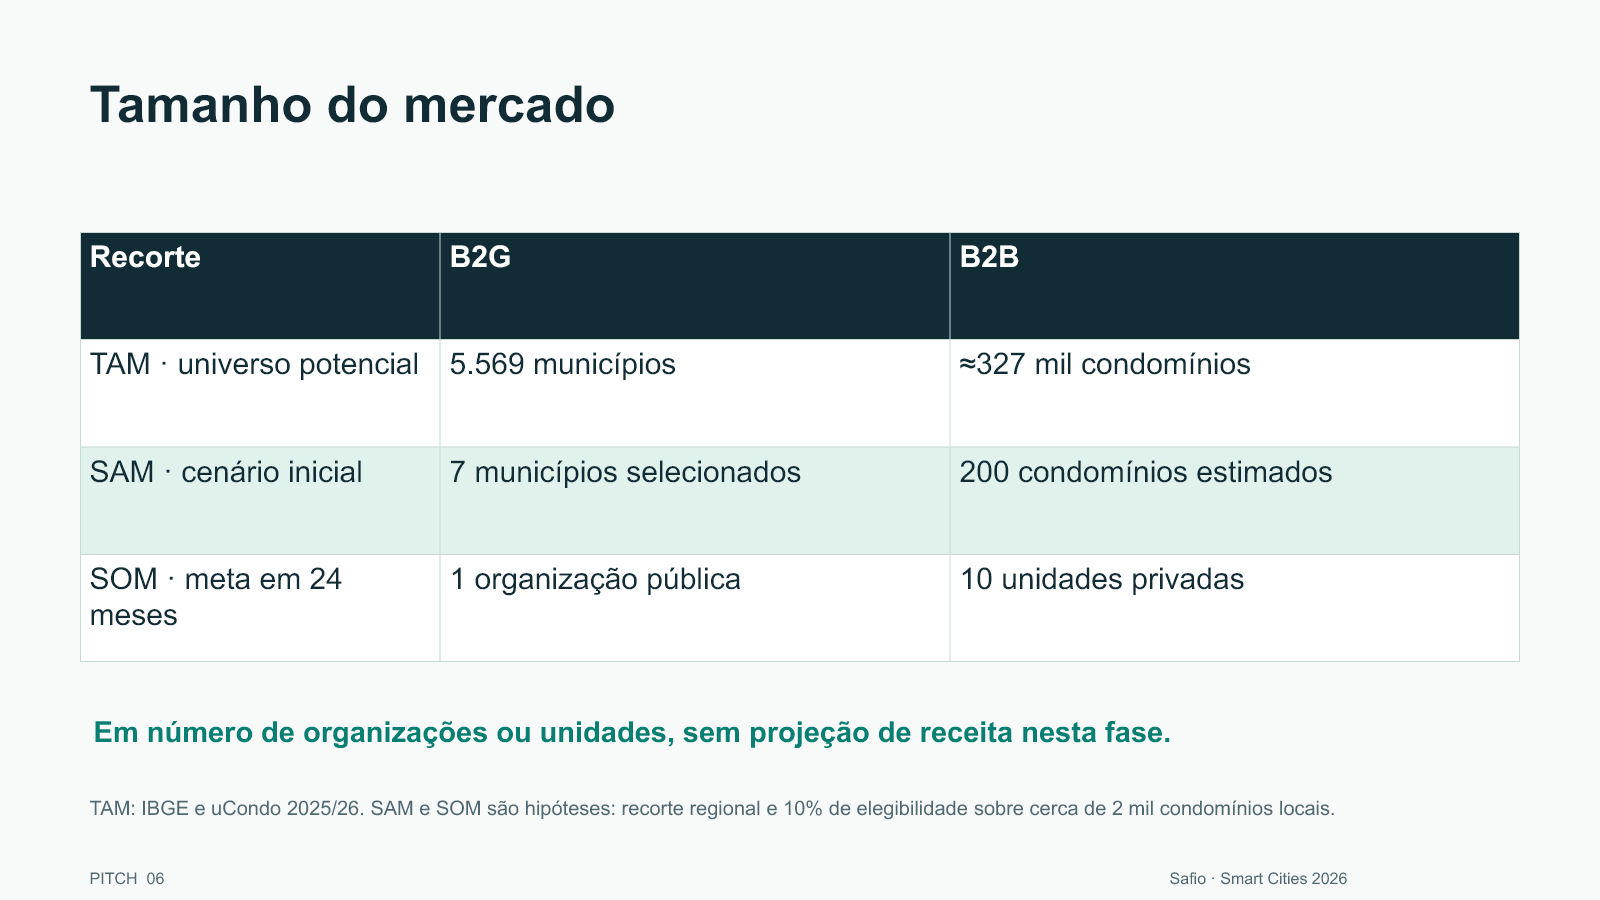 Tamanho do mercado
Recorte B2G B2B
TAM · universo potencial 5.569 municípios ≈327 mil condomínios
SAM · cenário inicial 7 municípios selecionados 200 condomínios estimados
SOM · meta em 24 1 organização pública 10 unidades privadas
meses
Em número de organizações ou unidades, sem projeção de receita nesta fase.
TAM: IBGE e uCondo 2025/26. SAM e SOM são hipóteses: recorte regional e 10% de elegibilidade sobre cerca de 2 mil condomínios locais.
PITCH 06 Safio · Smart Cities 2026